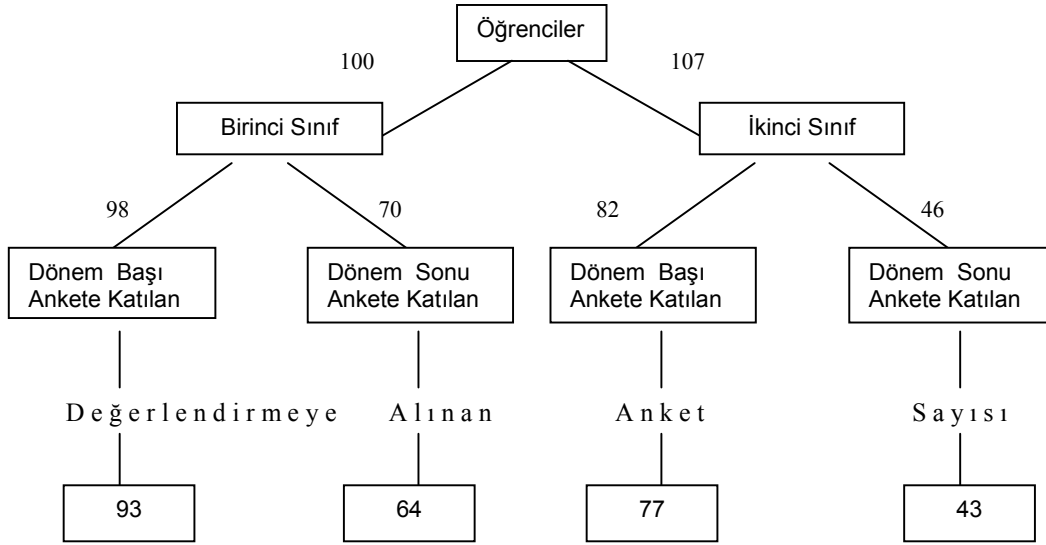 Öğrenciler
100
107
Birinci Sınıf
İkinci Sınıf
98
70
82
46
Dönem Başı
Ankete Katılan
Dönem Sonu
Ankete Katılan
Dönem Başı
Ankete Katılan
Dönem Sonu
Ankete Katılan
Değerlendirmeye Alınan Anket Sayısı
93
64
77
43